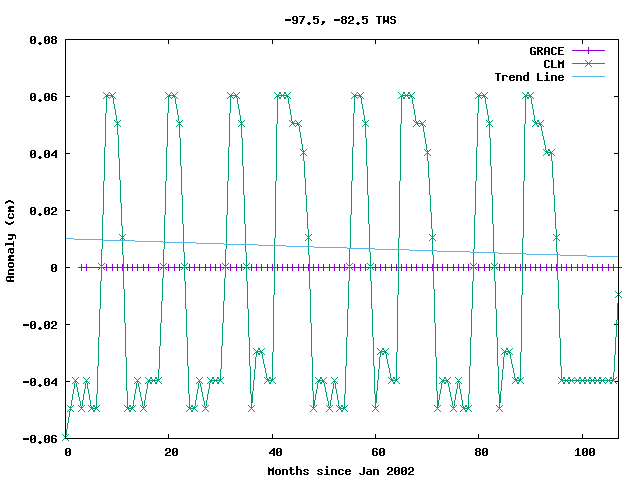 -97.5, -82.5 TWS
GRACE
CLM
Trend Line
Anomaly (cm)
0.08
0.06
0.04
0.02
0
-0.02
-0.04
-0.06
0 20 40 60 80 100
Months since Jan 2002